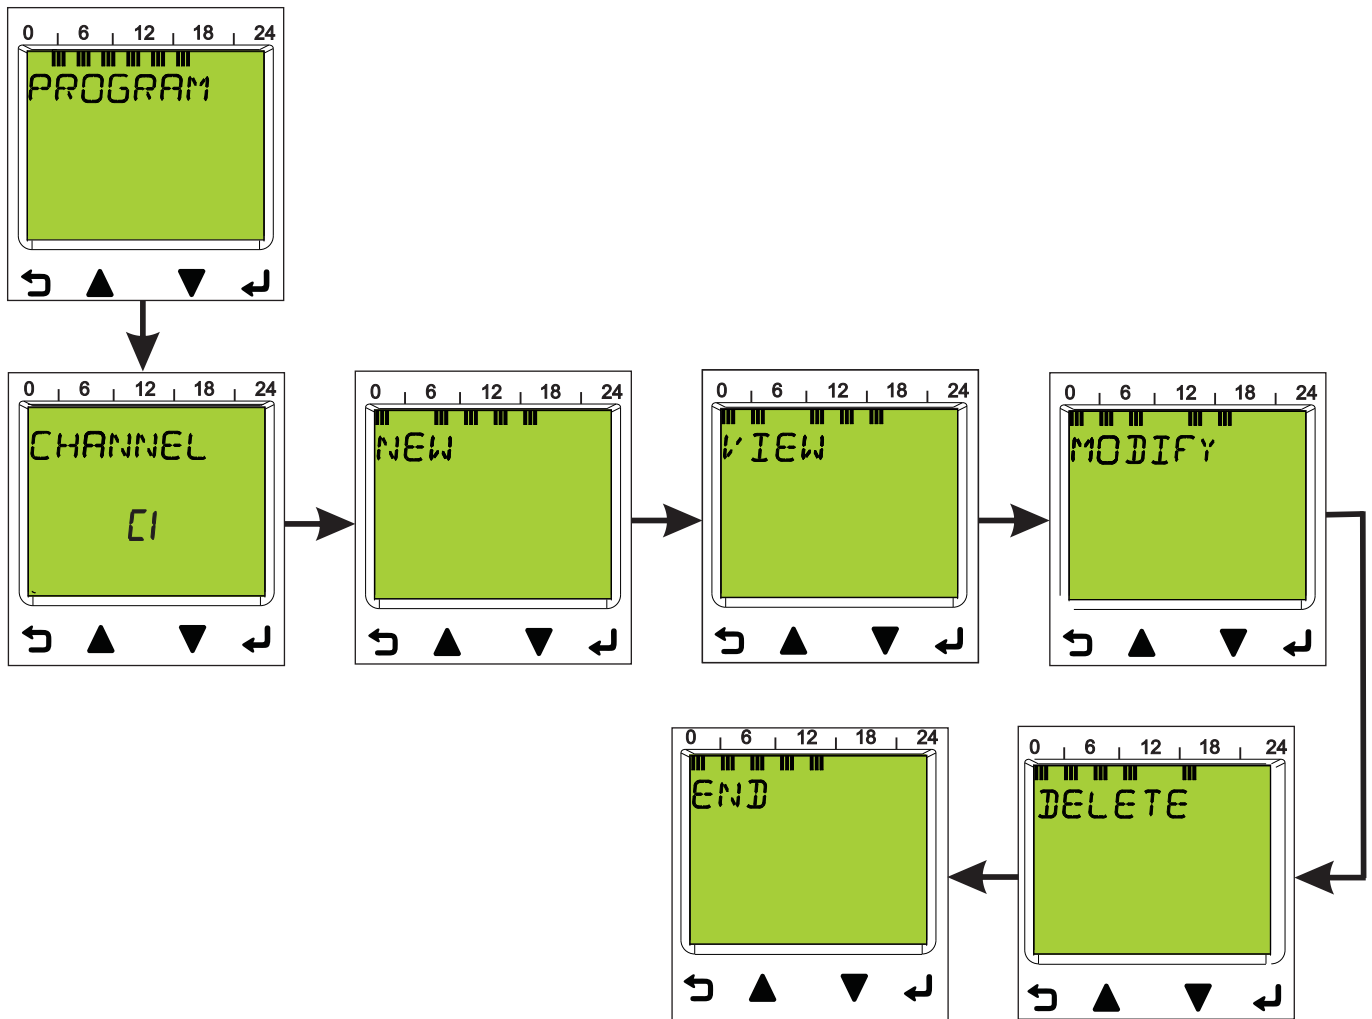 0 6 12 18 24
PROGRAM
0 6 12 18 24
CHANNEL
C1
0 6 12 18 24
NEW
0 6 12 18 24
VIEW
0 6 12 18 24
MODIFY
0 6 12 18 24
DELETE
0 6 12 18 24
END